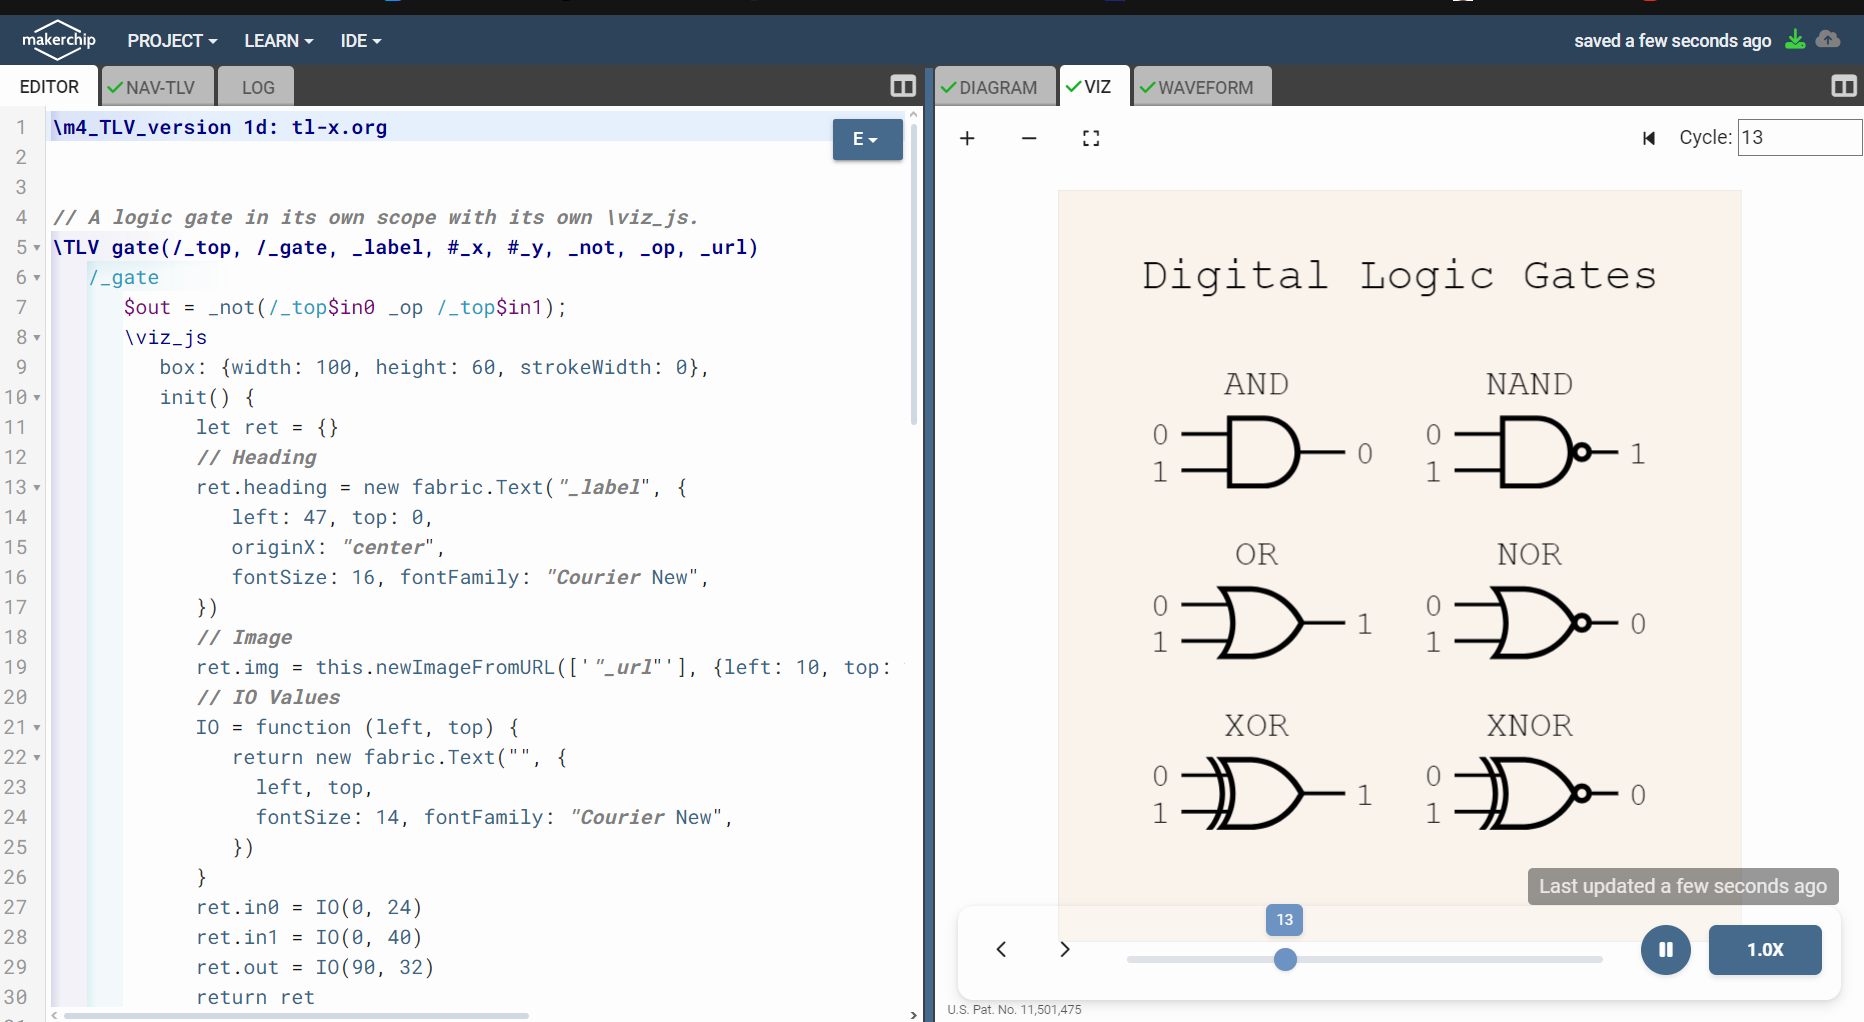 makerchip PROJECT LEARN IDE saved a few seconds ago
EDITOR NAV-TLV LOG
1 \m4_TLV_version 1d: tl-x.org
E
2
3
4 // A logic gate in its own scope with its own \viz_js.
5 \TLV gate(/_top, /_gate, _label, #_x, #_y, _not, _op, _url)
6 /_gate
7 $out = _not(/_top$in0 _op /_top$in1);
8 \viz_js
9 box: {width: 100, height: 60, strokeWidth: 0},
10 init() {
11 let ret = {}
12 // Heading
13 ret.heading = new fabric.Text("_label", {
14 left: 47, top: 0,
15 originX: "center",
16 fontSize: 16, fontFamily: "Courier New",
17 })
18 // Image
19 ret.img = this.newImageFromURL(['"_url"'], {left: 10, top:
20 // IO Values
21 IO = function (left, top) {
22 return new fabric.Text("", {
23 left, top,
24 fontSize: 14, fontFamily: "Courier New",
25 })
26 }
27 ret.in0 = IO(0, 24)
28 ret.in1 = IO(0, 40)
29 ret.out = IO(90, 32)
30 return ret
DIAGRAM VIZ WAVEFORM
+ − Cycle: 13
Digital Logic Gates
AND NAND
0 0
0 1
1 1
OR NOR
0 0
1 0
1 1
XOR XNOR
0 0
1 0
1 1
Last updated a few seconds ago
13
1.0X
U.S. Pat. No. 11,501,475